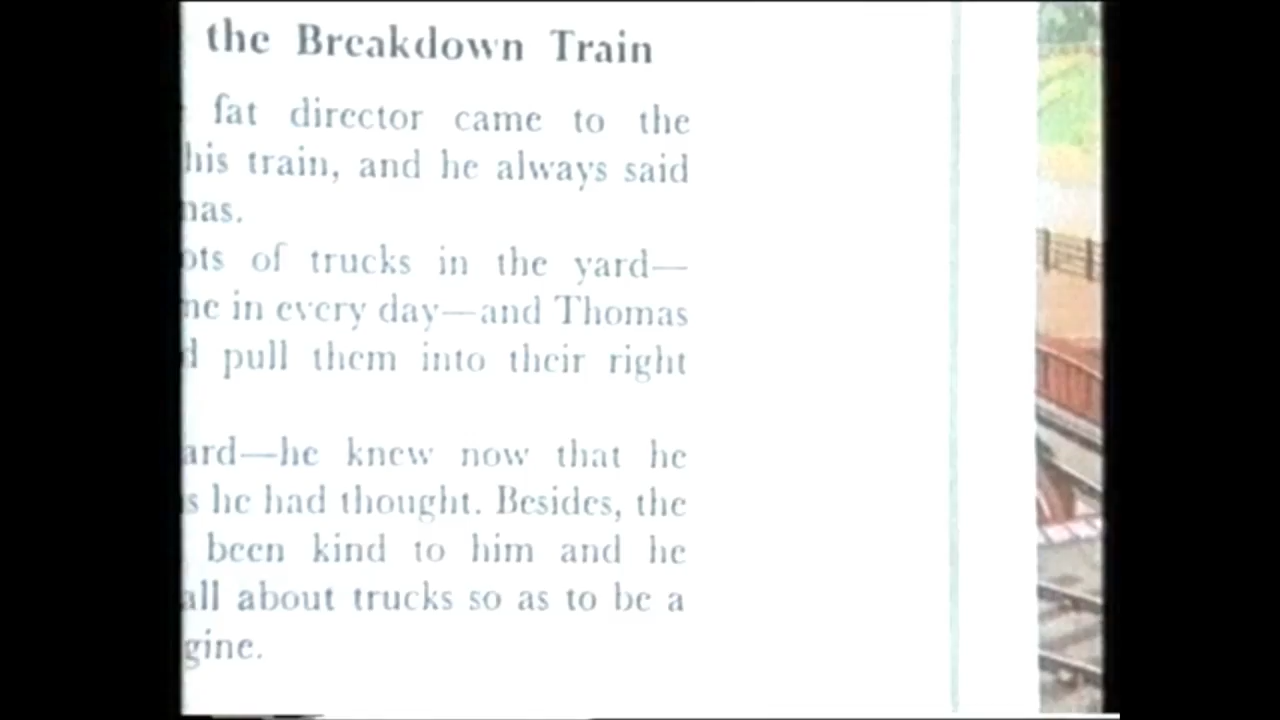 the Breakdown Train
fat director came to the
his train, and he always said
mas.
ots of trucks in the yard—
me in every day—and Thomas
d pull them into their right
ard—he knew now that he
s he had thought. Besides, the
been kind to him and he
all about trucks so as to be a
gine.